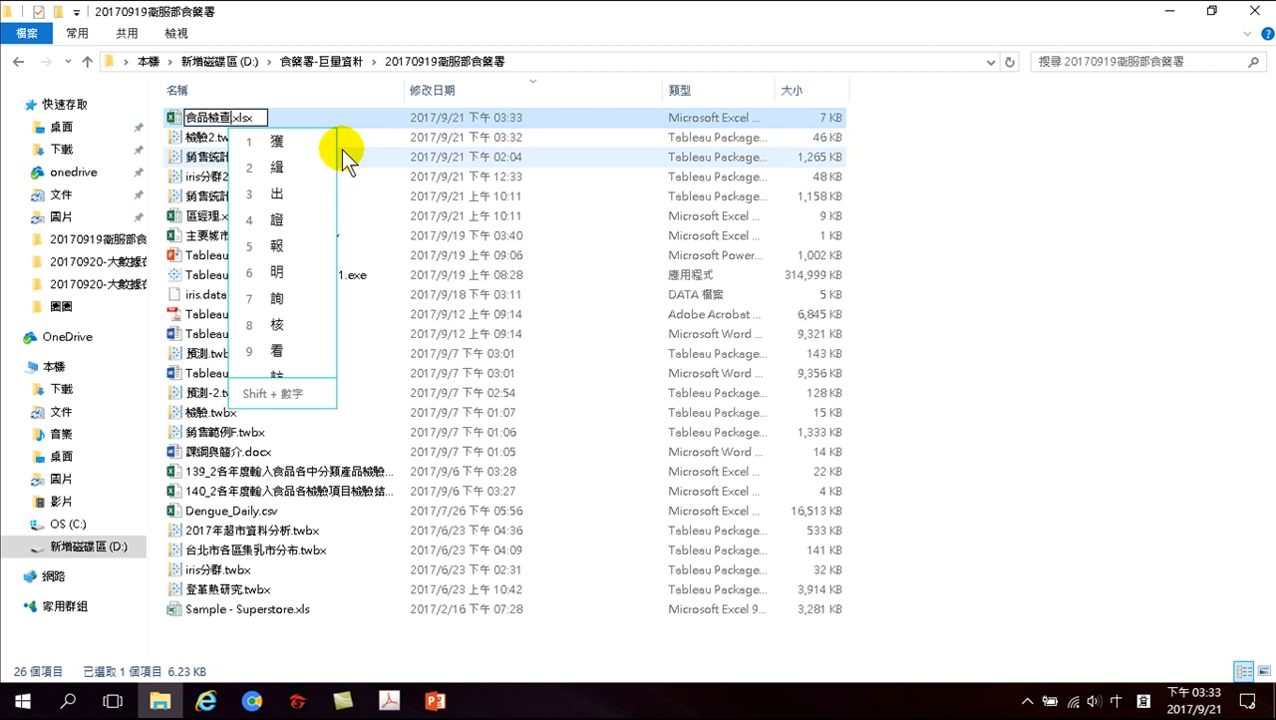 20170919衛服部食藥署
檔案 常用 共用 檢視
本機 新增磁碟區 (D:) 食藥署-巨量資料 20170919衛服部食藥署 搜尋 20170919衛服部食藥署
名稱 修改日期 類型 大小
快速存取
桌面
下載
onedrive
文件
圖片
20170919衛服部食
20170920-大數據在
20170920-大數據在
圈圈
OneDrive
本機
下載
文件
音樂
桌面
圖片
影片
OS (C:)
新增磁碟區 (D:)
網路
家用群組
食品檢查.xlsx 2017/9/21 下午 03:33 Microsoft Excel ... 7 KB
檢驗2.tw 2017/9/21 下午 03:32 Tableau Package... 46 KB
銷售統計 2017/9/21 下午 02:04 Tableau Package... 1,265 KB
iris分群2 2017/9/21 下午 12:33 Tableau Package... 48 KB
銷售統計 2017/9/21 上午 10:11 Tableau Package... 1,158 KB
區經理.x 2017/9/21 上午 10:11 Microsoft Excel ... 9 KB
主要城市 2017/9/19 下午 03:40 Microsoft Excel ... 1 KB
Tableau 2017/9/19 上午 09:06 Microsoft Power... 1,002 KB
Tableau 1.exe 2017/9/19 上午 08:28 應用程式 314,999 KB
iris.data 2017/9/18 下午 03:11 DATA 檔案 5 KB
Tableau 2017/9/12 上午 09:14 Adobe Acrobat ... 6,845 KB
Tableau 2017/9/12 上午 09:14 Microsoft Word ... 9,321 KB
預測.twb 2017/9/7 下午 03:01 Tableau Package... 143 KB
Tableau 2017/9/7 下午 03:01 Microsoft Word ... 9,356 KB
預測-2.tw 2017/9/7 下午 02:54 Tableau Package... 128 KB
檢驗.twbx 2017/9/7 下午 01:07 Tableau Package... 15 KB
銷售範例F.twbx 2017/9/7 下午 01:06 Tableau Package... 1,333 KB
課綱與簡介.docx 2017/9/7 下午 01:05 Microsoft Word ... 14 KB
139_2各年度輸入食品各中分類產品檢驗... 2017/9/6 下午 03:28 Microsoft Excel ... 22 KB
140_2各年度輸入食品各檢驗項目檢驗結... 2017/9/6 下午 03:27 Microsoft Excel ... 4 KB
Dengue_Daily.csv 2017/7/26 下午 05:56 Microsoft Excel ... 16,513 KB
2017年超市資料分析.twbx 2017/6/23 下午 04:36 Tableau Package... 533 KB
台北市各區集乳市分布.twbx 2017/6/23 下午 04:09 Tableau Package... 141 KB
iris分群.twbx 2017/6/23 下午 02:31 Tableau Package... 32 KB
登革熱研究.twbx 2017/6/23 上午 10:42 Tableau Package... 3,914 KB
Sample - Superstore.xls 2017/2/16 下午 07:28 Microsoft Excel 9... 3,281 KB
1 獲
2 緝
3 出
4 證
5 報
6 明
7 詢
8 核
9 看
Shift + 數字
26 個項目 已選取 1 個項目 6.23 KB
中 下午 03:33
2017/9/21